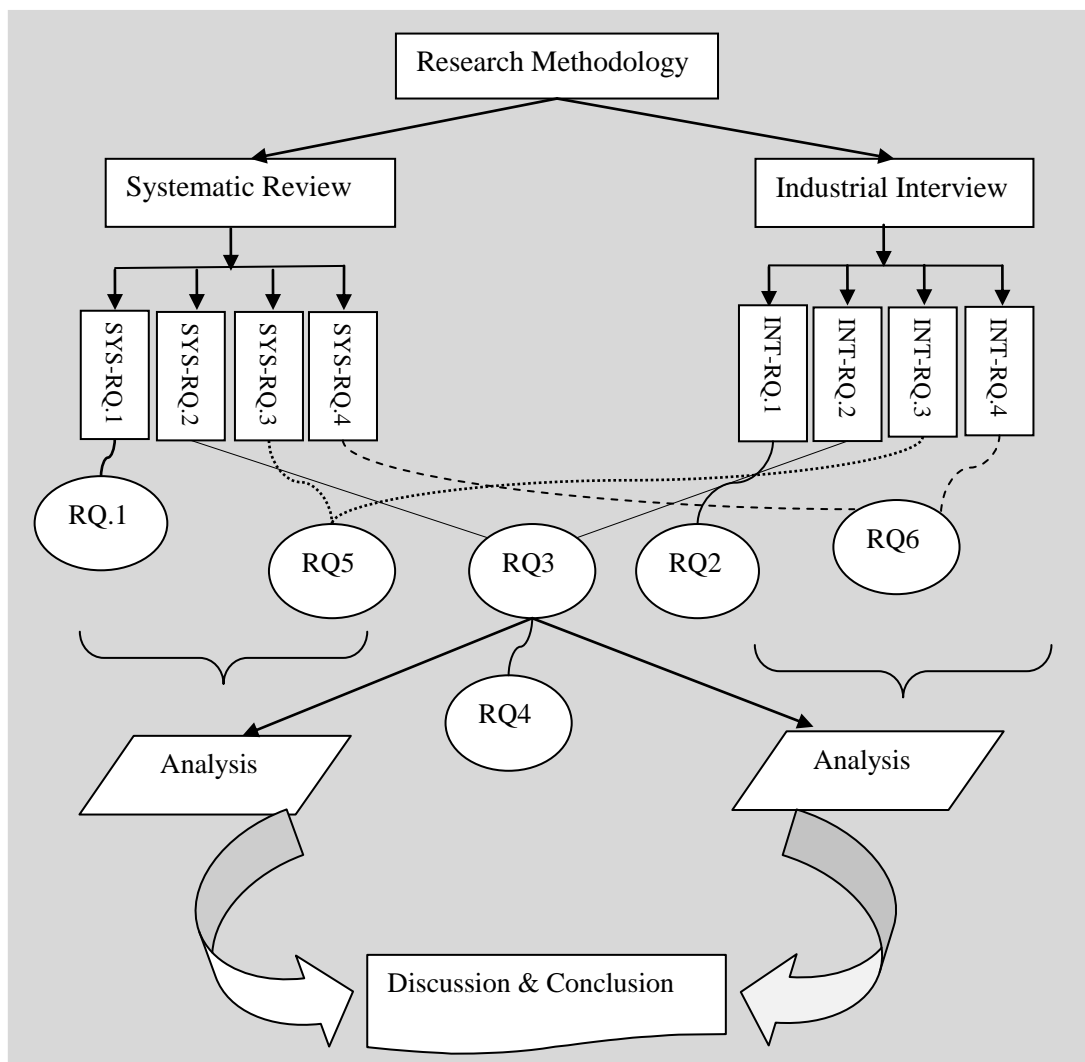 Research Methodology
Systematic Review
Industrial Interview
SYS-RQ.1
SYS-RQ.2
SYS-RQ.3
SYS-RQ.4
INT-RQ.1
INT-RQ.2
INT-RQ.3
INT-RQ.4
RQ.1
RQ5
RQ3
RQ2
RQ6
RQ4
Analysis
Analysis
Discussion & Conclusion